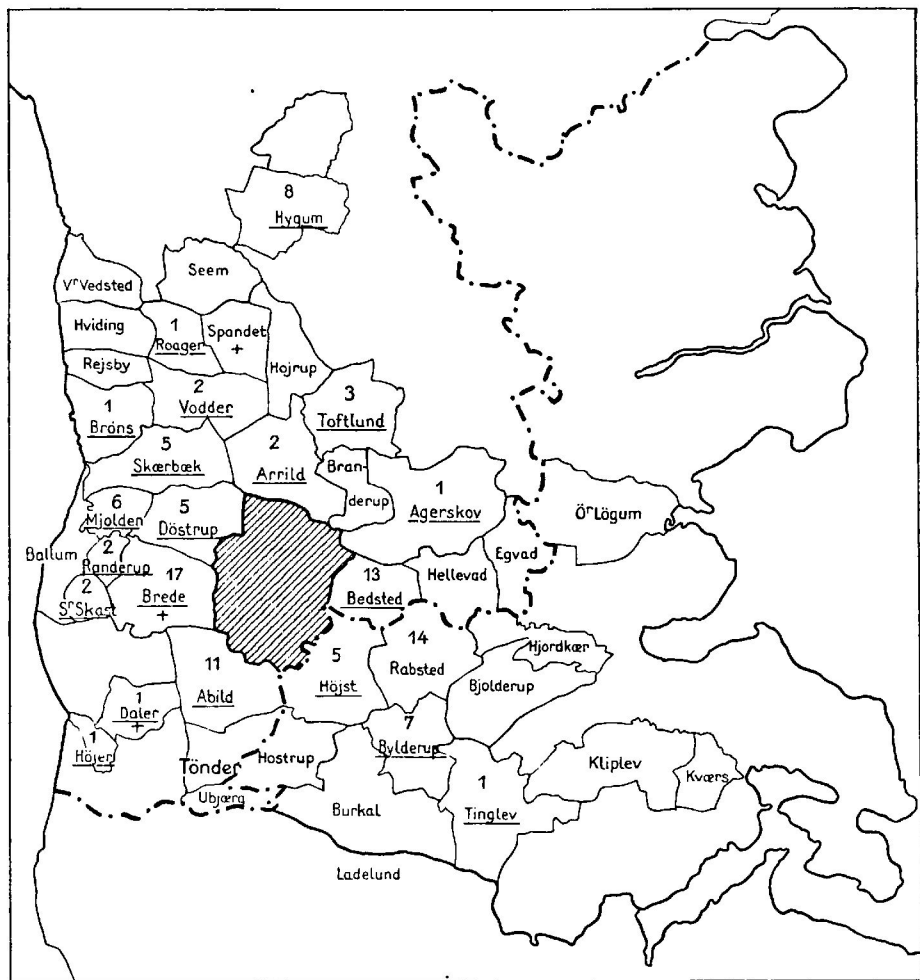 8
Hygum
Seem
Vr Vedsted
Hviding
1
Roager
Spandet
+
Rejsby
Hojrup
2
Vodder
3
Toftlund
1
Bröns
5
Skærbæk
2
Arrild
Bran-
derup
1
Agerskov
Ör Lögum
6
Mjolden
5
Döstrup
Egvad
Ballum
2
Randerup
17
Brede
+
13
Bedsted
Hellevad
2
Sr Skast
14
Rabsted
Hjordkær
11
Abild
5
Höjst
Bjolderup
1
Daler
+
7
Bylderup
1
Höjer
Tönder
Hostrup
Kliplev
Kværs
Ubjærg
Burkal
1
Tinglev
Ladelund